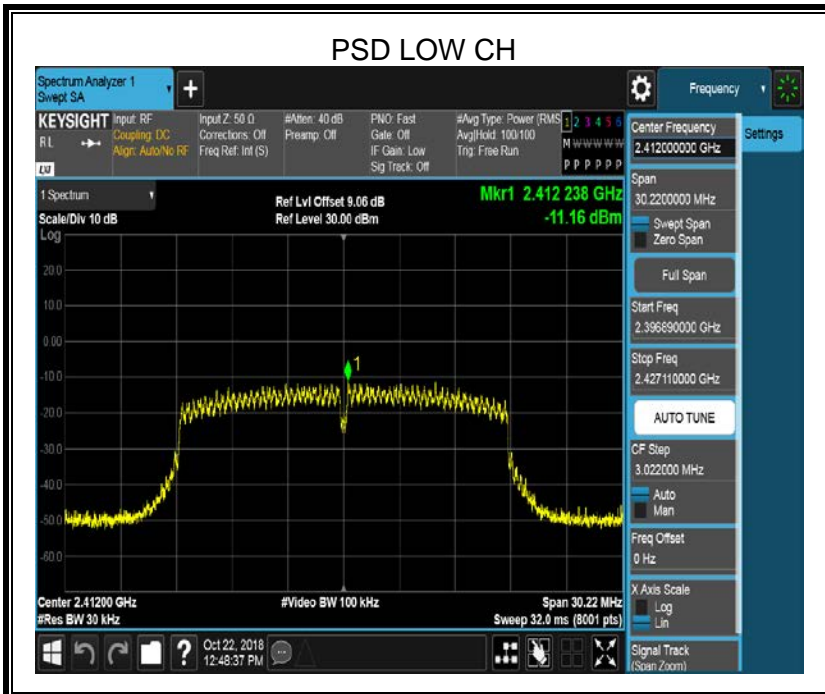 PSD LOW CH
Spectrum Analyzer 1
Swept SA
+
Frequency
KEYSIGHT
RL
LXI
Input: RF
Coupling: DC
Align: Auto/No RF
Input Z: 50 Ω
Corrections: Off
Freq Ref: Int (S)
#Atten: 40 dB
Preamp: Off
PNO: Fast
Gate: Off
IF Gain: Low
Sig Track: Off
#Avg Type: Power (RMS
Avg|Hold: 100/100
Trig: Free Run
1 2 3 4 5 6
M W W W W W
P P P P P P
1 Spectrum
Scale/Div 10 dB
Log
Ref Lvl Offset 9.06 dB
Ref Level 30.00 dBm
Mkr1 2.412 238 GHz
-11.16 dBm
20.0
10.0
0.00
-10.0
-20.0
-30.0
-40.0
-50.0
-60.0
1
Center 2.41200 GHz
#Res BW 30 kHz
#Video BW 100 kHz
Span 30.22 MHz
Sweep 32.0 ms (8001 pts)
Oct 22, 2018
12:48:37 PM
?
Center Frequency
2.412000000 GHz
Settings
Span
30.2200000 MHz
Swept Span
Zero Span
Full Span
Start Freq
2.396890000 GHz
Stop Freq
2.427110000 GHz
AUTO TUNE
CF Step
3.022000 MHz
Auto
Man
Freq Offset
0 Hz
X Axis Scale
Log
Lin
Signal Track
(Span Zoom)